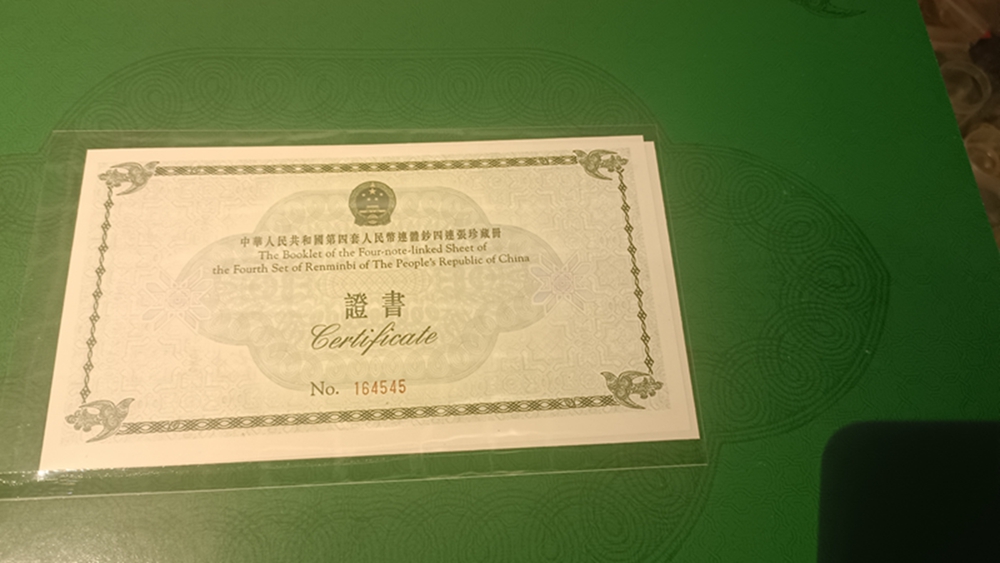 中華人民共和國第四套人民幣連體鈔四連張珍藏冊
The Booklet of the Four-note-linked Sheet of
the Fourth Set of Renminbi of The People's Republic of China
證書
Certificate
No. 164545